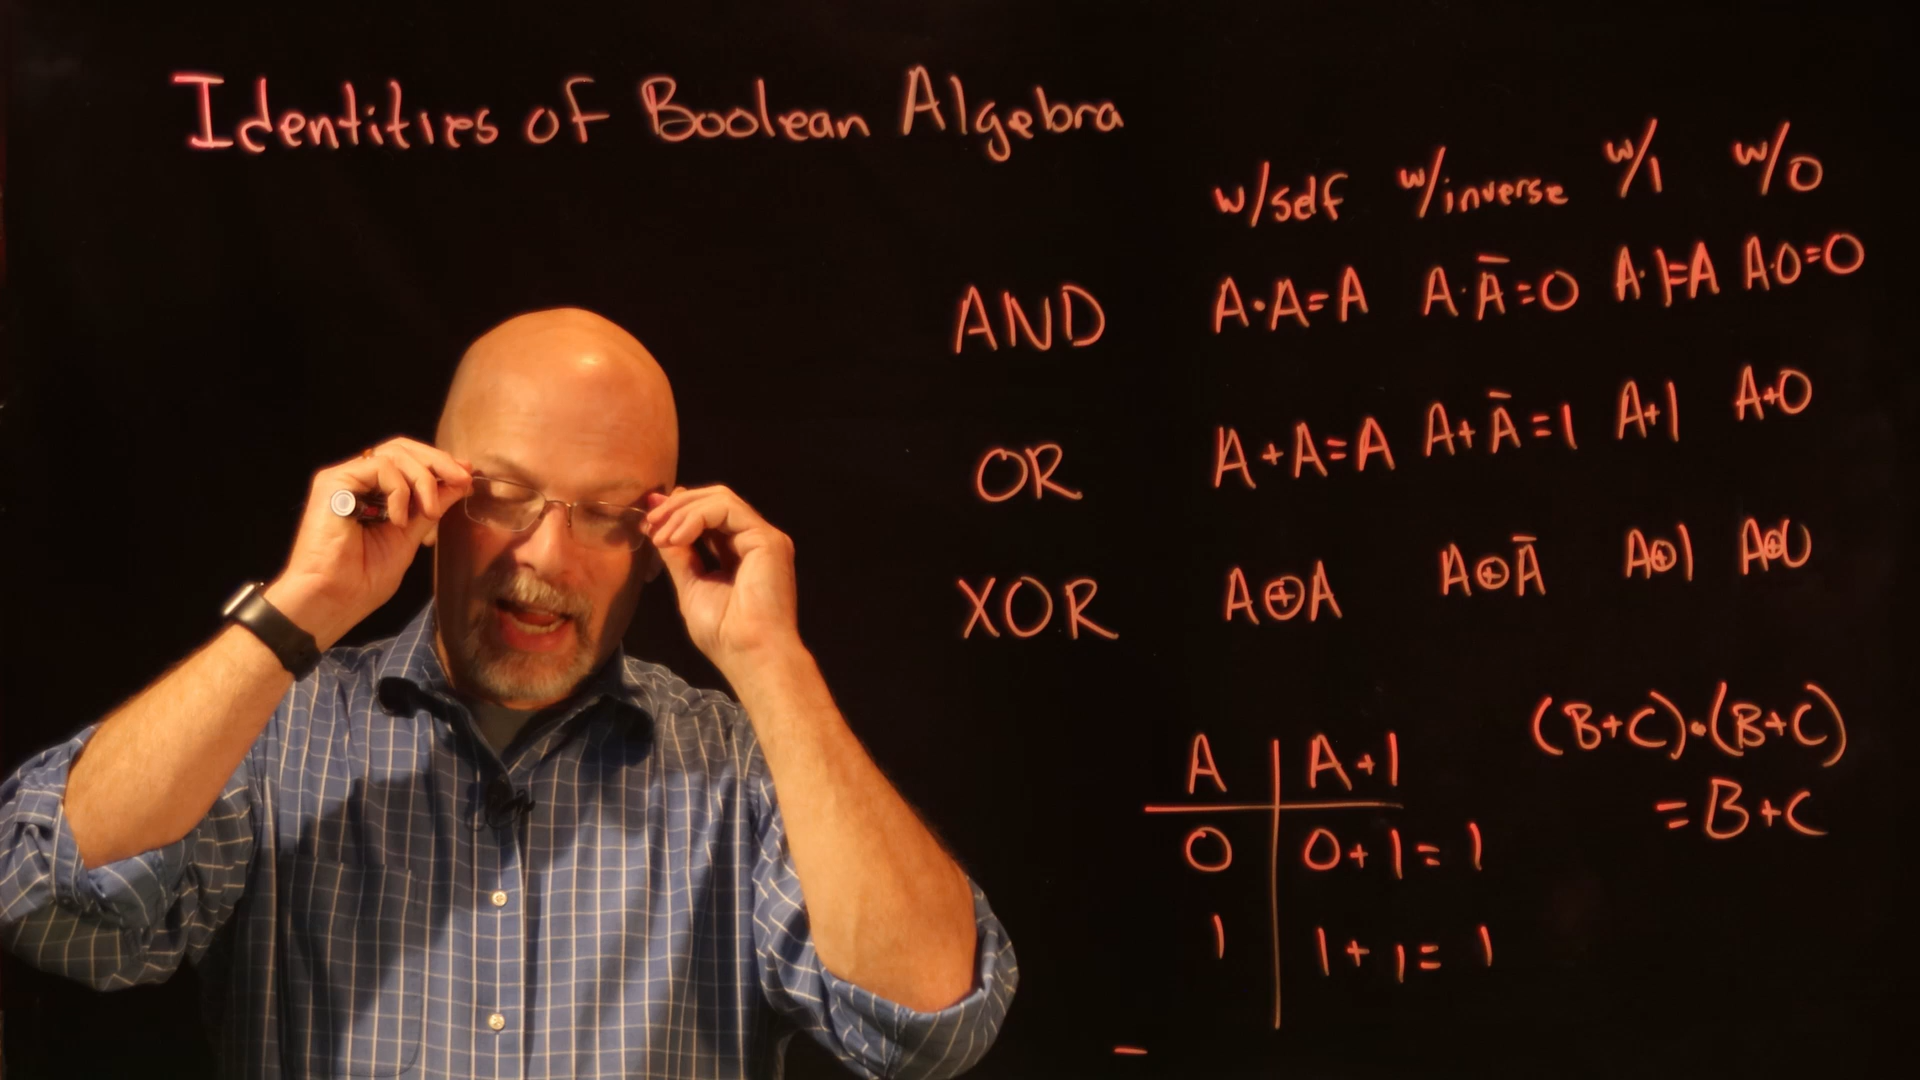 Identities of Boolean Algebra
w/self w/inverse w/1 w/0
AND A·A=A A·Ā=0 A·1=A A·0=0
OR A+A=A A+Ā=1 A+1 A+0
XOR A⊕A A⊕Ā A⊕1 A⊕0
A A+1
0 0+1=1
1 1+1=1
(B+C)·(B+C)
=B+C